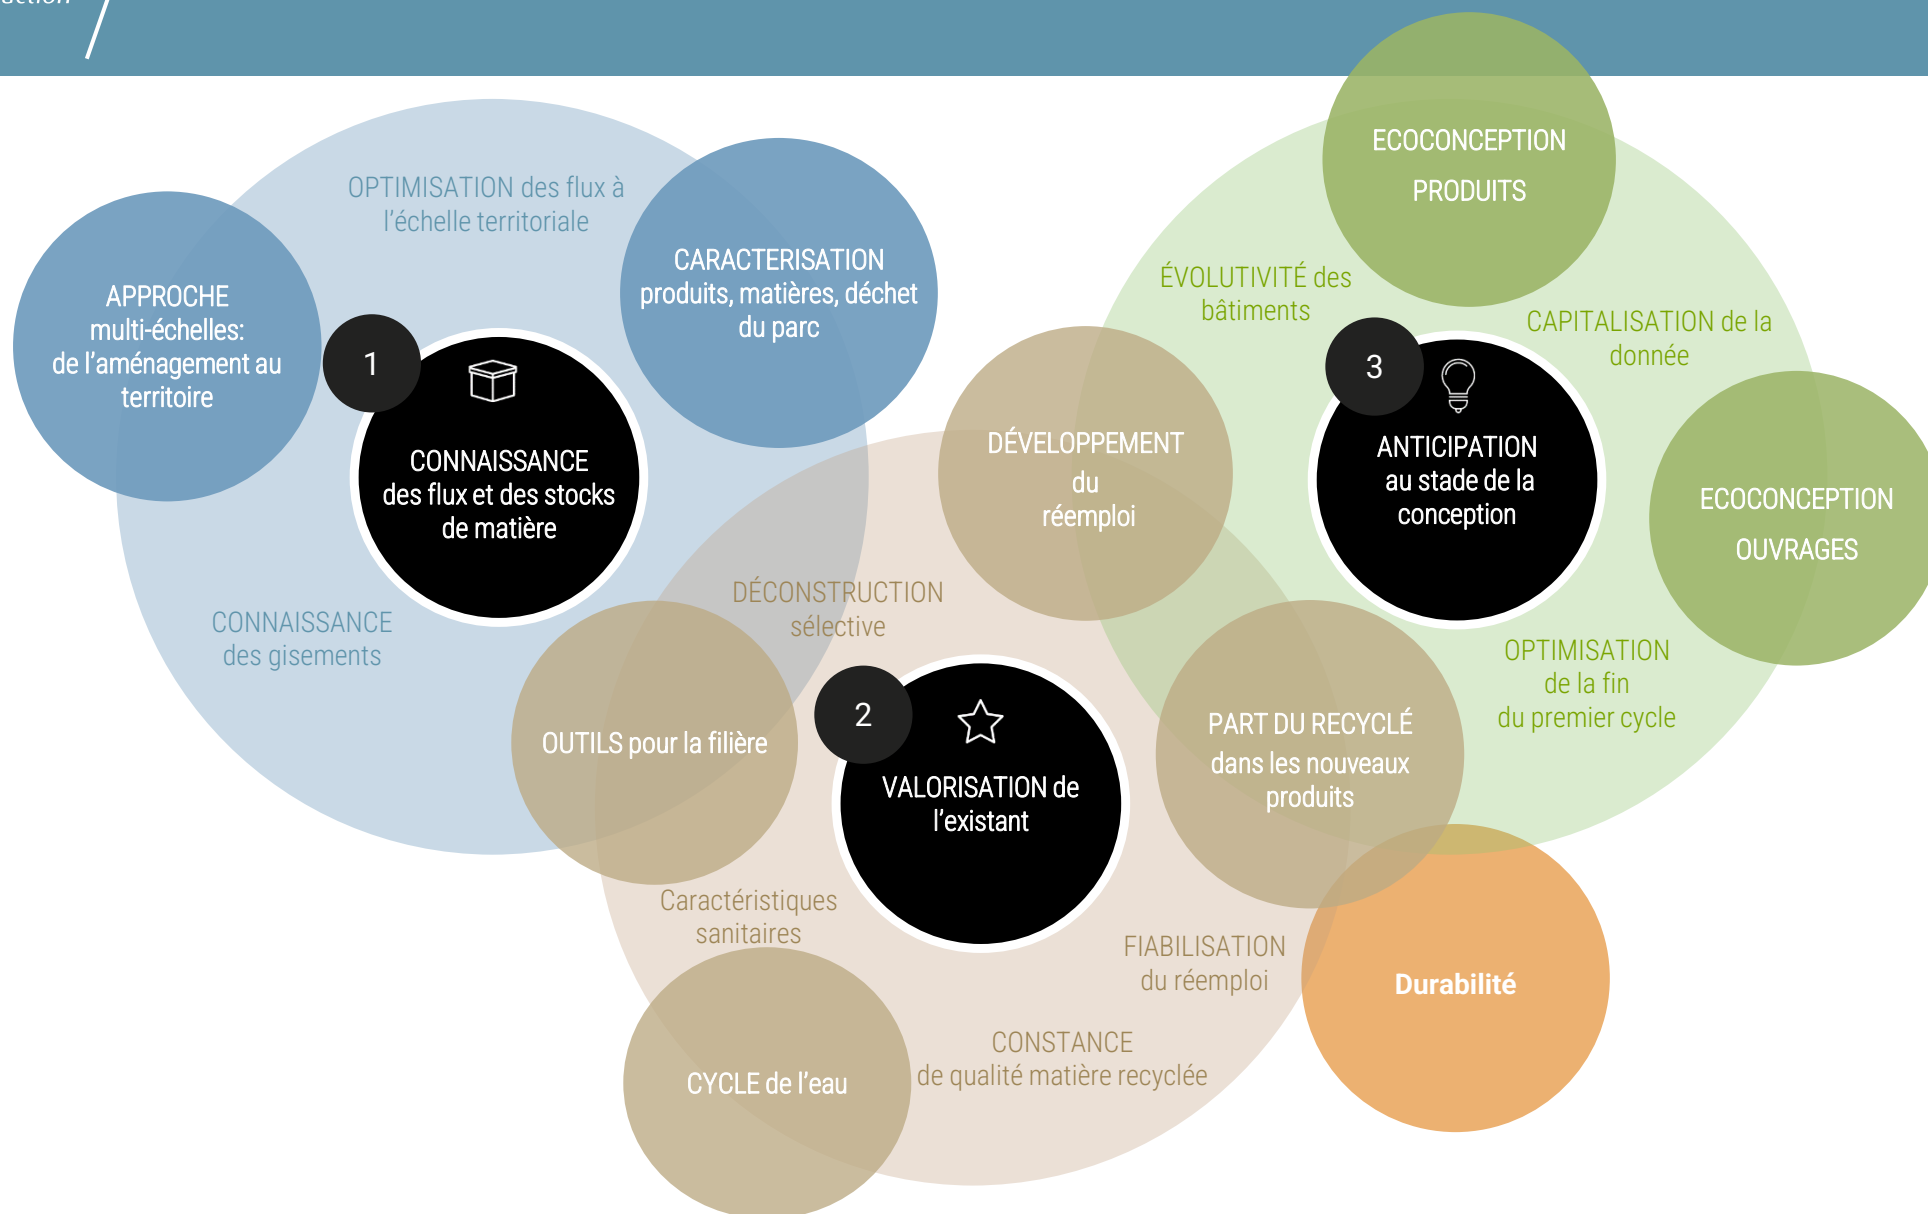 OPTIMISATION des flux à
l'échelle territoriale
APPROCHE
multi-échelles:
de l'aménagement au
territoire
CARACTERISATION
produits, matières, déchet
du parc
1
CONNAISSANCE
des flux et des stocks
de matière
CONNAISSANCE
des gisements
OUTILS pour la filière
DÉCONSTRUCTION
sélective
DÉVELOPPEMENT
du
réemploi
2
VALORISATION de
l'existant
PART DU RECYCLÉ
dans les nouveaux
produits
Caractéristiques
sanitaires
FIABILISATION
du réemploi
CONSTANCE
de qualité matière recyclée
CYCLE de l'eau
ECOCONCEPTION
PRODUITS
ÉVOLUTIVITÉ des
bâtiments
CAPITALISATION de la
donnée
3
ANTICIPATION
au stade de la
conception
ECOCONCEPTION
OUVRAGES
OPTIMISATION
de la fin
du premier cycle
Durabilité